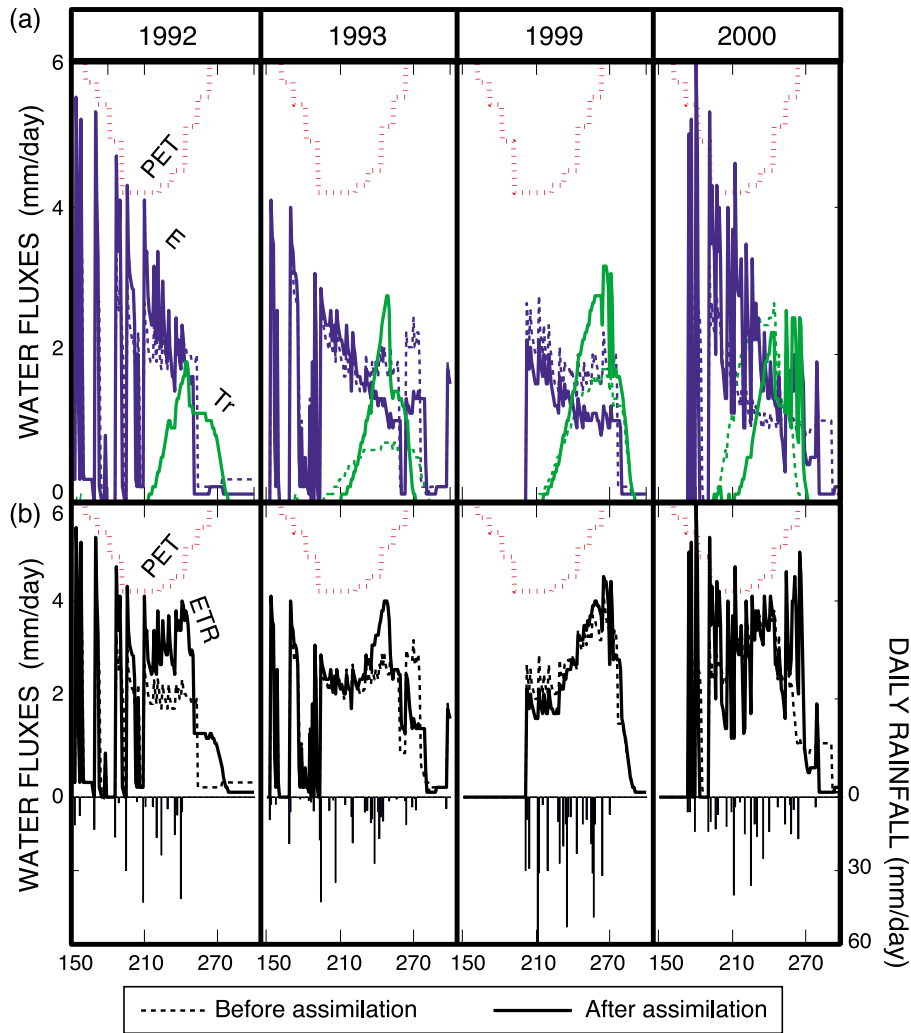 (a)
1992 1993 1999 2000
WATER FLUXES (mm/day)
6
4
2
0
PET
E
Tr
(b)
WATER FLUXES (mm/day)
6
4
2
0
PET
ETR
DAILY RAINFALL (mm/day)
0
30
60
150 210 270 150 210 270 150 210 270 150 210 270
Before assimilation After assimilation